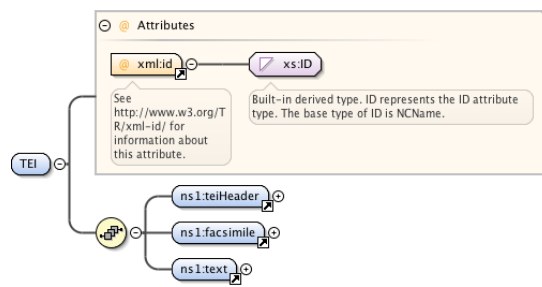 @ Attributes
@ xml:id
xs:ID
See
http://www.w3.org/T
R/xml-id/ for
information about
this attribute.
Built-in derived type. ID represents the ID attribute
type. The base type of ID is NCName.
TEI
ns1:teiHeader
ns1:facsimile
ns1:text